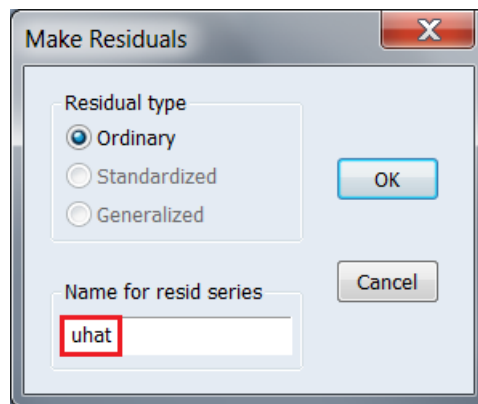 Make Residuals
Residual type
Ordinary
Standardized
Generalized
OK
Name for resid series
uhat
Cancel